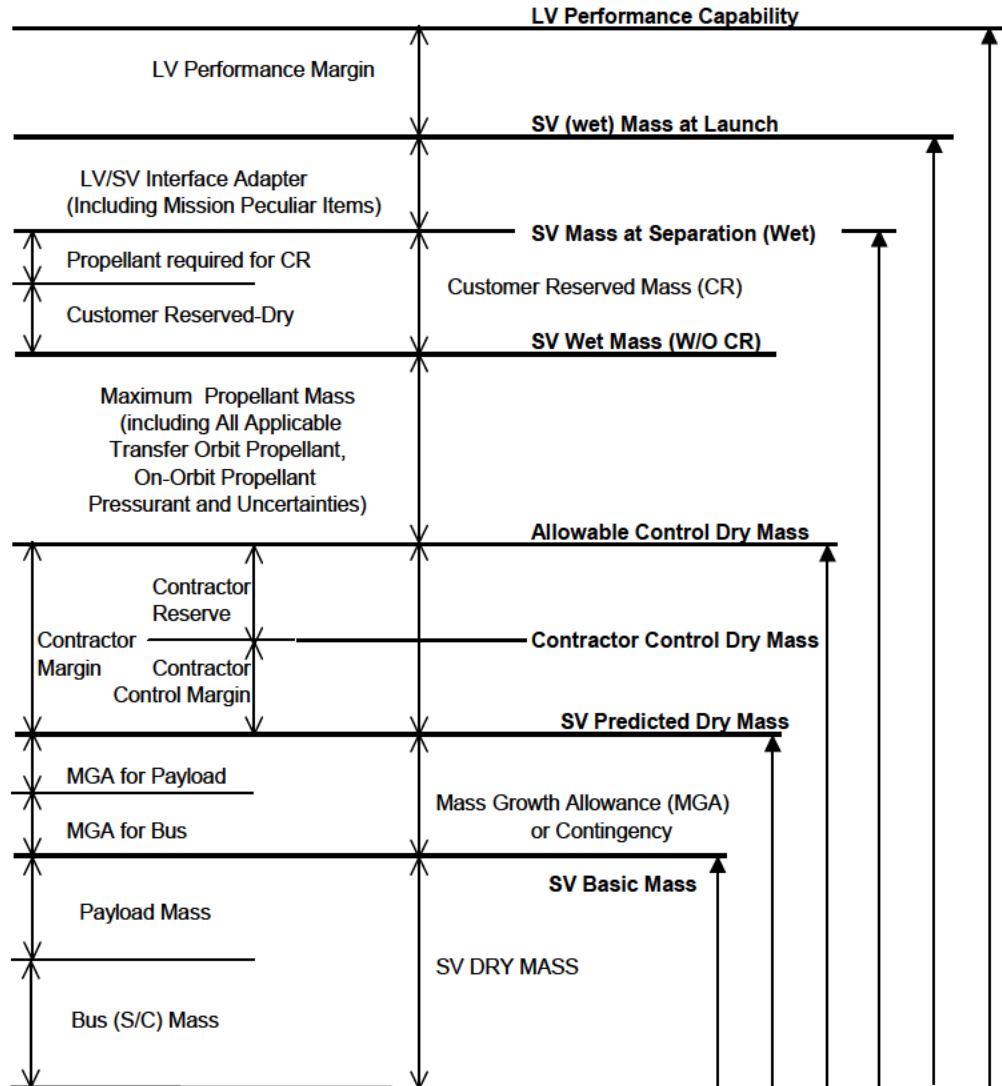 LV Performance Capability
LV Performance Margin
SV (wet) Mass at Launch
LV/SV Interface Adapter
(Including Mission Peculiar Items)
SV Mass at Separation (Wet)
Propellant required for CR
Customer Reserved Mass (CR)
Customer Reserved-Dry
SV Wet Mass (W/O CR)
Maximum Propellant Mass
(including All Applicable
Transfer Orbit Propellant,
On-Orbit Propellant
Pressurant and Uncertainties)
Allowable Control Dry Mass
Contractor
Reserve
Contractor
Margin
Contractor Control Dry Mass
Contractor
Control Margin
SV Predicted Dry Mass
MGA for Payload
MGA for Bus
Mass Growth Allowance (MGA)
or Contingency
SV Basic Mass
Payload Mass
SV DRY MASS
Bus (S/C) Mass